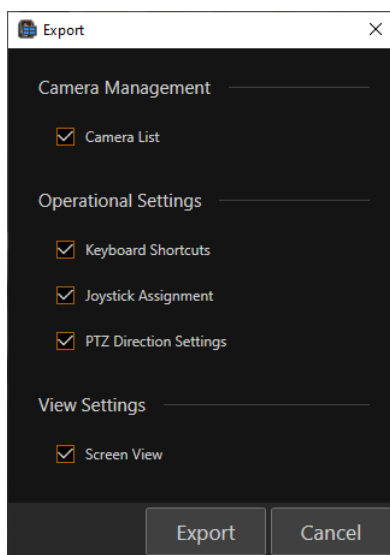 Export
Camera Management
Camera List
Operational Settings
Keyboard Shortcuts
Joystick Assignment
PTZ Direction Settings
View Settings
Screen View
Export Cancel